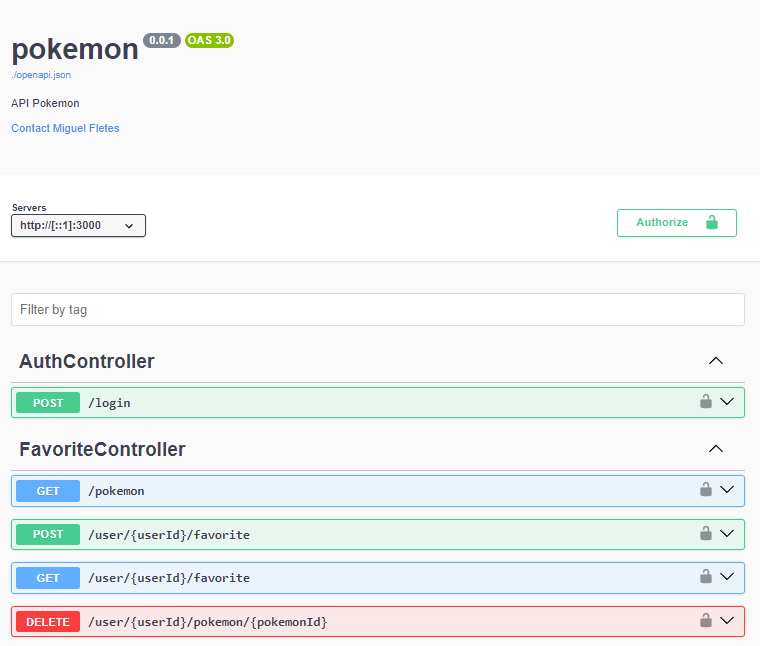 pokemon 0.0.1 OAS 3.0
./openapi.json
API Pokemon
Contact Miguel Fletes
Servers
http://[::1]:3000
Authorize
Filter by tag
AuthController
POST /login
FavoriteController
GET /pokemon
POST /user/{userId}/favorite
GET /user/{userId}/favorite
DELETE /user/{userId}/pokemon/{pokemonId}